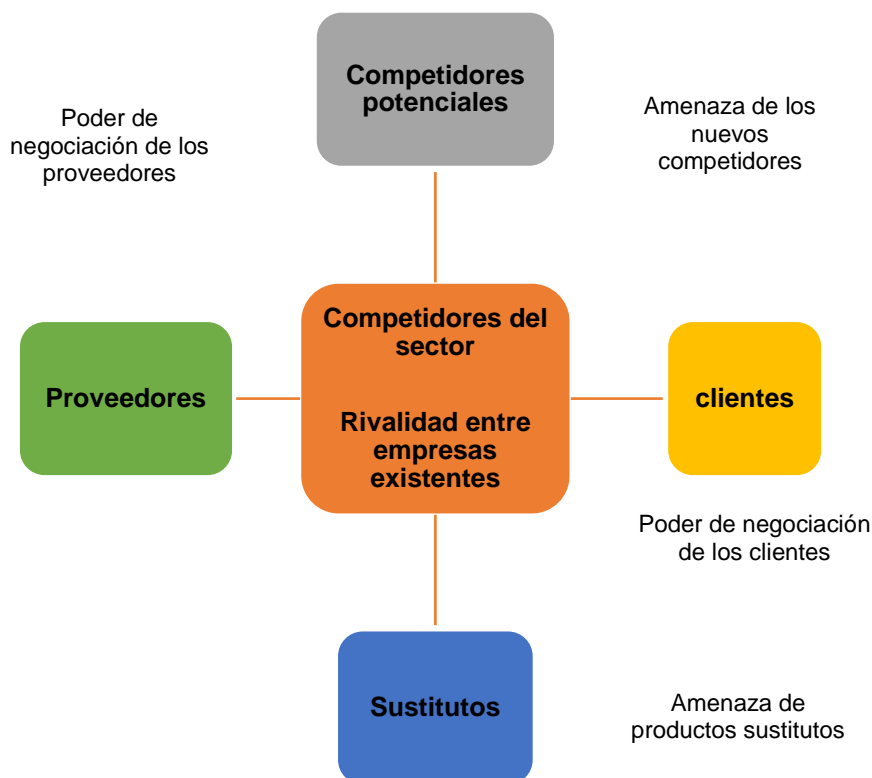 Competidores
potenciales
Poder de
negociación de los
proveedores
Amenaza de los
nuevos
competidores
Competidores del
sector
Rivalidad entre
empresas
existentes
Proveedores
clientes
Poder de negociación
de los clientes
Sustitutos
Amenaza de
productos sustitutos